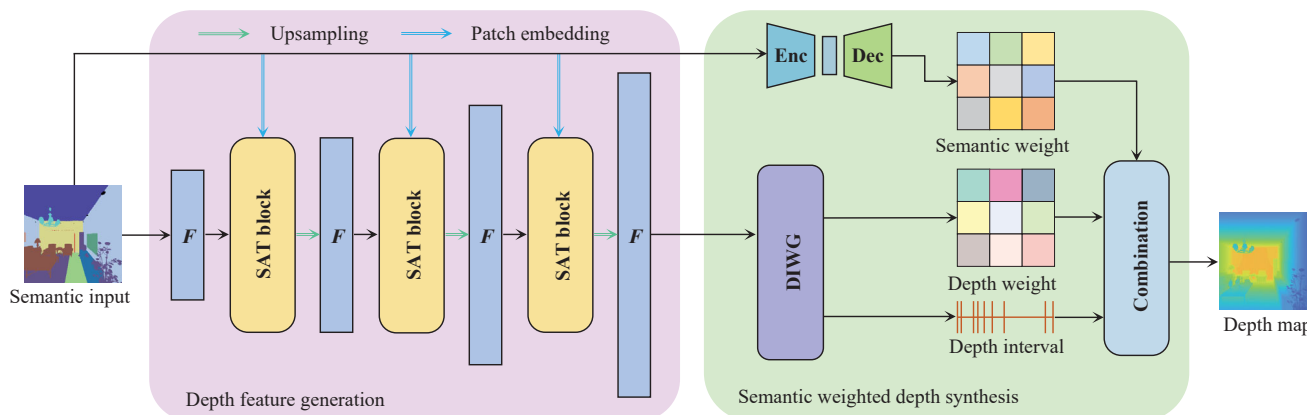 Upsampling
Patch embedding
Enc
Dec
Semantic weight
F
SAT block
F
SAT block
F
SAT block
F
Semantic input
DIWG
Depth weight
Depth interval
Combination
Depth map
Depth feature generation
Semantic weighted depth synthesis